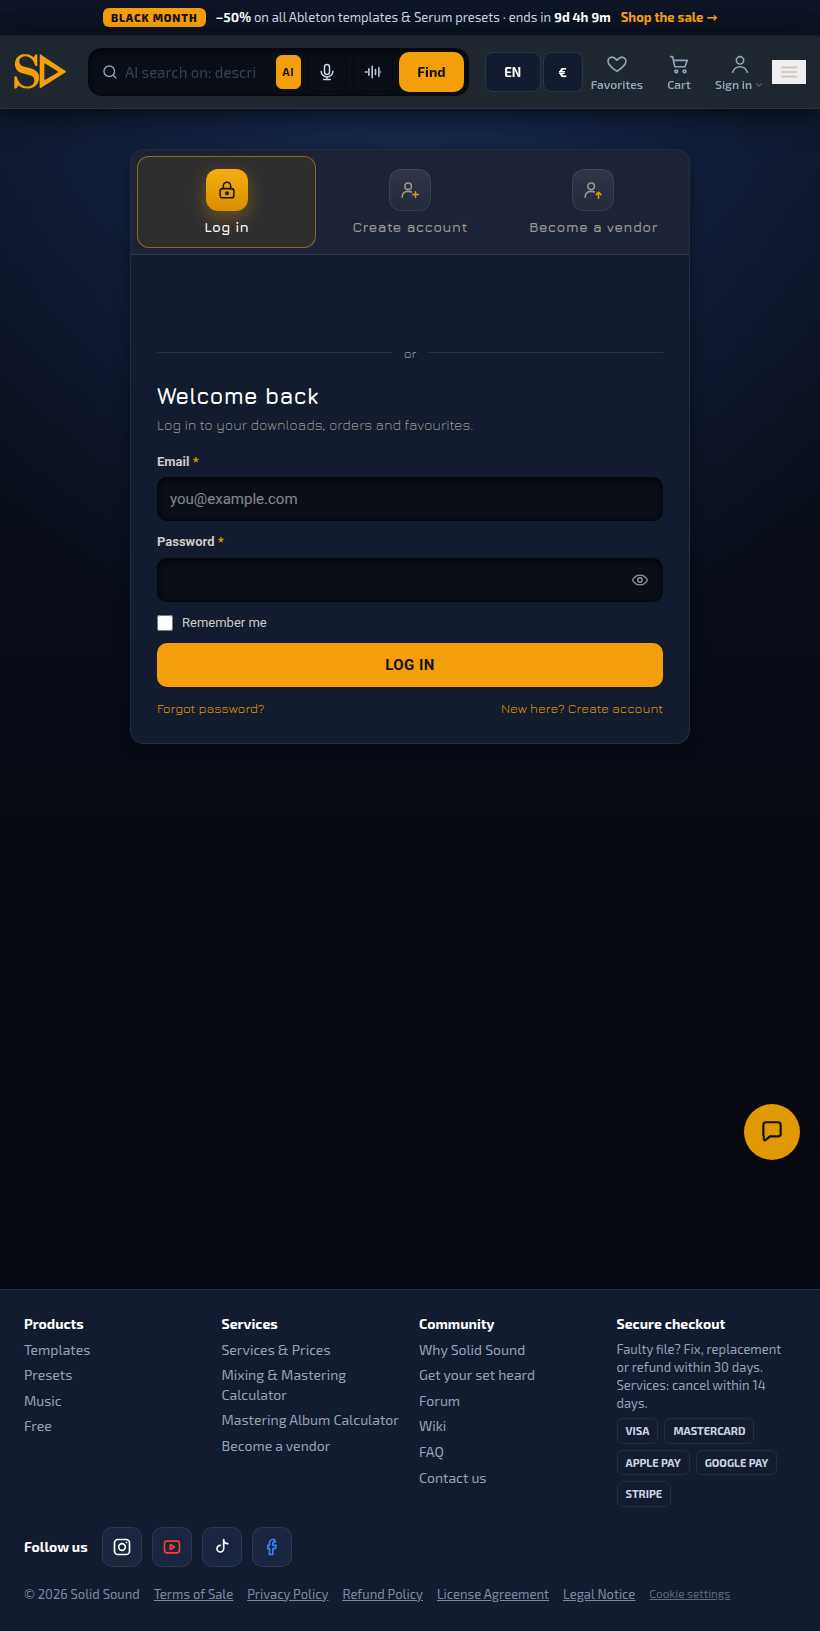 BLACK MONTH −50% on all Ableton templates & Serum presets · ends in 9d 4h 9m Shop the sale →
S
AI search on: descri
AI
Find
EN
€
Favorites
Cart
Sign in
Log in
Create account
Become a vendor
or
Welcome back
Log in to your downloads, orders and favourites.
Email *
you@example.com
Password *
Remember me
LOG IN
Forgot password?
New here? Create account
Products
Templates
Presets
Music
Free
Services
Services & Prices
Mixing & Mastering
Calculator
Mastering Album Calculator
Become a vendor
Community
Why Solid Sound
Get your set heard
Forum
Wiki
FAQ
Contact us
Secure checkout
Faulty file? Fix, replacement
or refund within 30 days.
Services: cancel within 14
days.
VISA MASTERCARD
APPLE PAY GOOGLE PAY
STRIPE
Follow us
© 2026 Solid Sound Terms of Sale Privacy Policy Refund Policy License Agreement Legal Notice Cookie settings